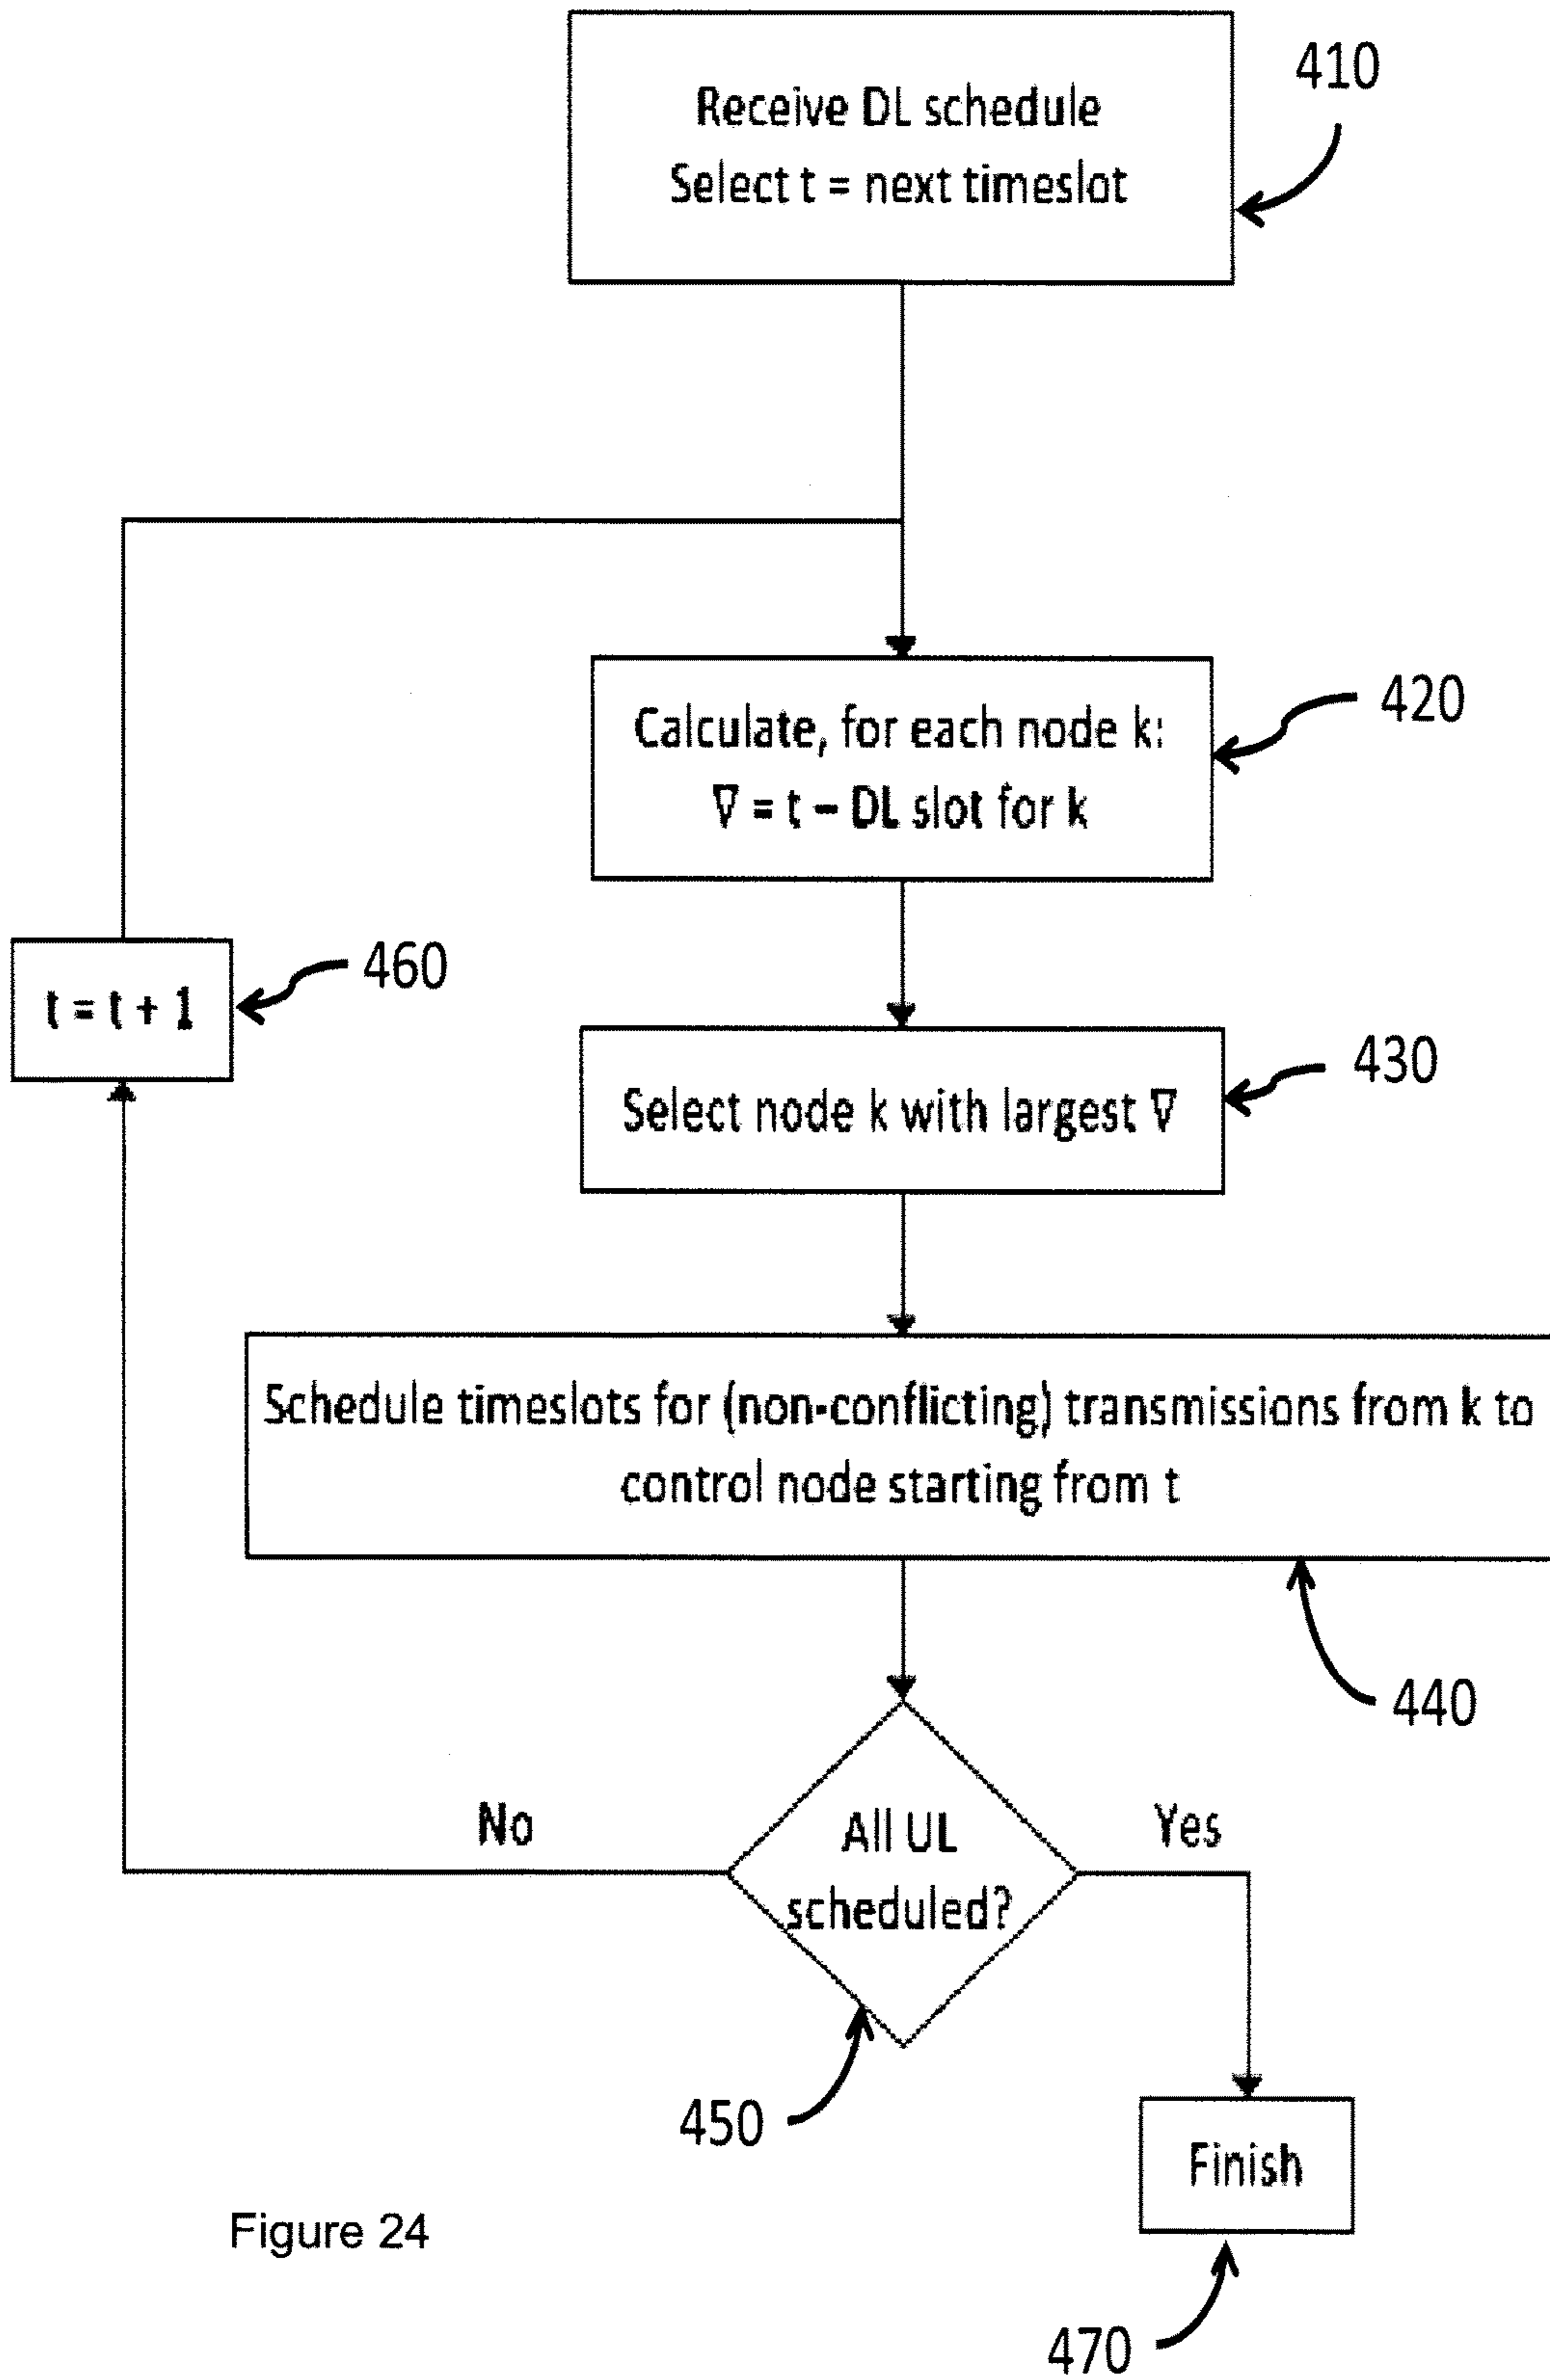 Receive DL schedule
Select t = next timeslot
410
Calculate, for each node k:
∇ = t – DL slot for k
420
t = t + 1
460
Select node k with largest ∇
430
Schedule timeslots for (non-conflicting) transmissions from k to
control node starting from t
440
No
All UL
scheduled?
Yes
450
Finish
Figure 24
470